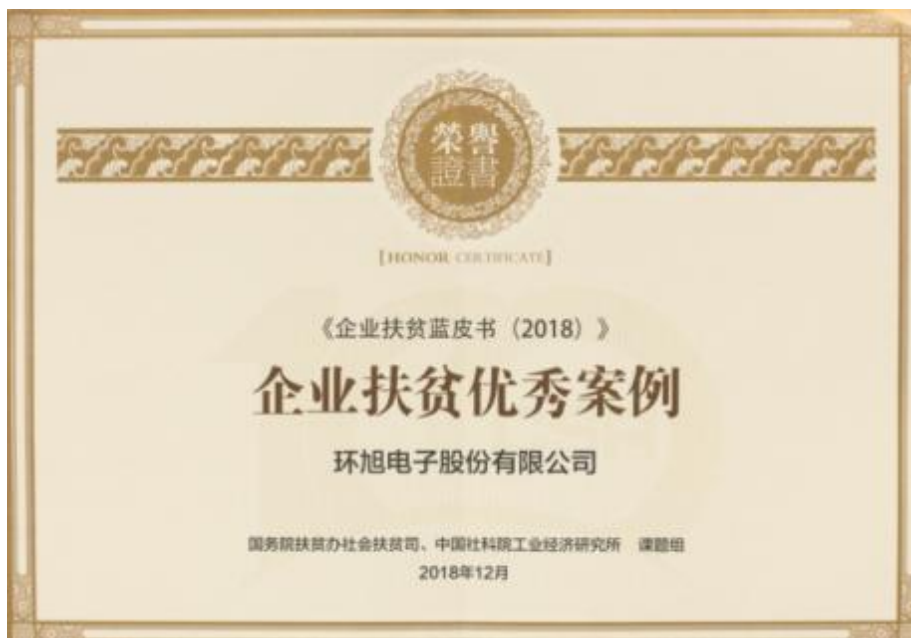 榮譽
證書
[HONOR CERTIFICATE]
《企业扶贫蓝皮书（2018）》
企业扶贫优秀案例
环旭电子股份有限公司
国务院扶贫办社会扶贫司、中国社科院工业经济研究所 课题组
2018年12月